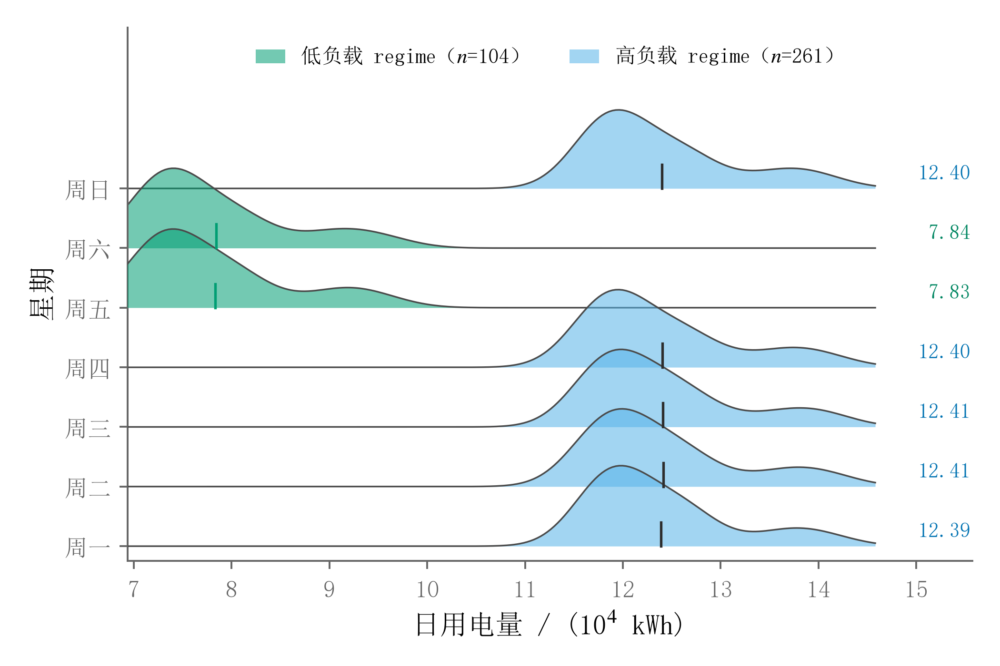 低负载 regime（n=104）
高负载 regime（n=261）
星期
周日
12.40
周六
7.84
周五
7.83
周四
12.40
周三
12.41
周二
12.41
周一
12.39
7 8 9 10 11 12 13 14 15
日用电量 / (10⁴ kWh)